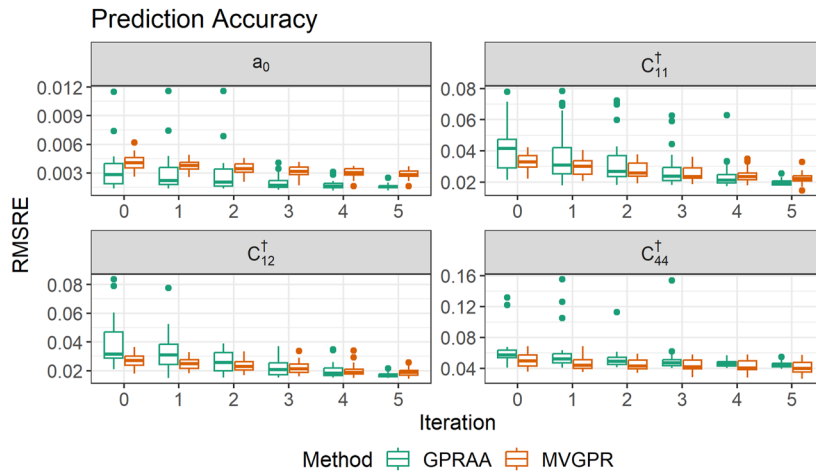 Prediction Accuracy
a₀ C₁₁†
0.012
0.009
0.006
0.003
0.08
0.06
0.04
0.02
0 1 2 3 4 5 0 1 2 3 4 5
C₁₂† C₄₄†
0.08
0.06
0.04
0.02
0.16
0.12
0.08
0.04
0 1 2 3 4 5 0 1 2 3 4 5
RMSRE
Iteration
Method GPRAA MVGPR